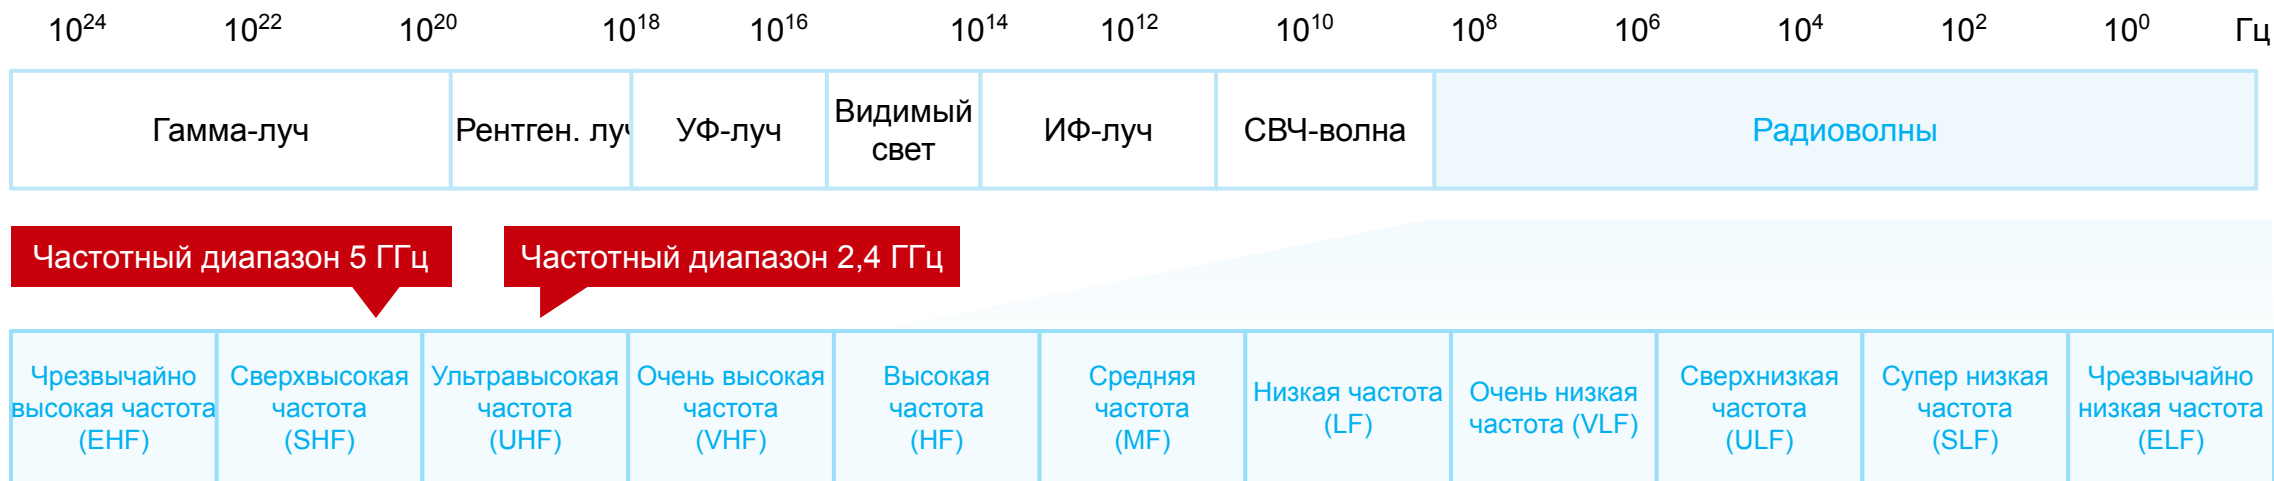 10²⁴ 10²² 10²⁰ 10¹⁸ 10¹⁶ 10¹⁴ 10¹² 10¹⁰ 10⁸ 10⁶ 10⁴ 10² 10⁰ Гц
Гамма-луч
Рентген. луч
УФ-луч
Видимый
свет
ИФ-луч
СВЧ-волна
Радиоволны
Частотный диапазон 5 ГГц
Частотный диапазон 2,4 ГГц
Чрезвычайно
высокая частота
(EHF)
Сверхвысокая
частота
(SHF)
Ультравысокая
частота
(UHF)
Очень высокая
частота
(VHF)
Высокая
частота
(HF)
Средняя
частота
(MF)
Низкая частота
(LF)
Очень низкая
частота (VLF)
Сверхнизкая
частота
(ULF)
Супер низкая
частота
(SLF)
Чрезвычайно
низкая частота
(ELF)